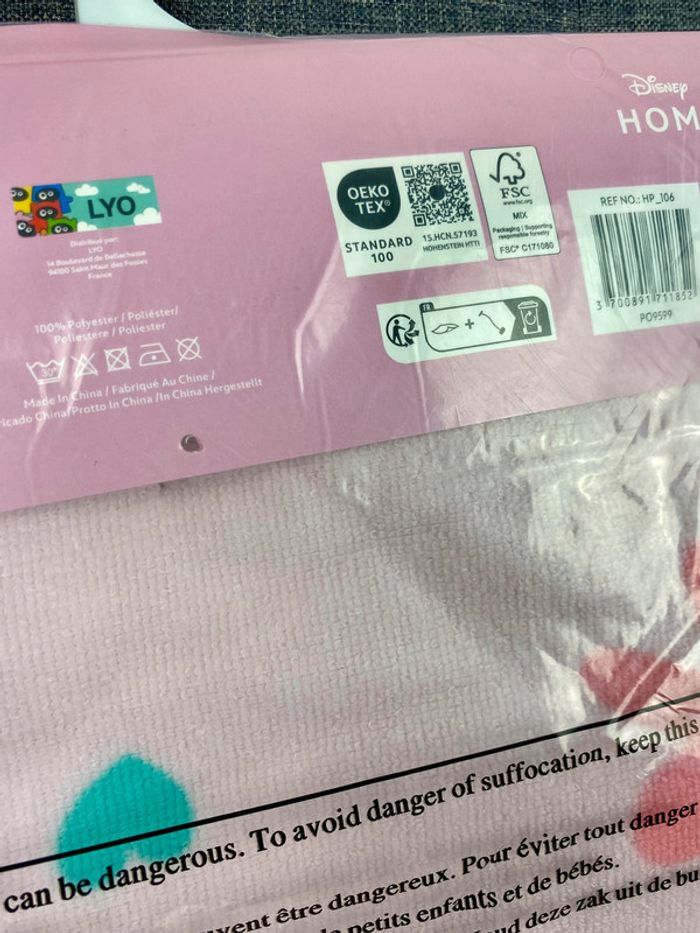 Disney
HOM
LYO
Distribué par:
LYO
14 Boulevard de Bellechasse
94100 Saint Maur des Fossés
France
OEKO
TEX®
STANDARD
100
15.HCN.57193
HOHENSTEIN HTTI
FSC
www.fsc.org
MIX
Packaging | Supporting
responsible forestry
FSC® C171080
REF NO.: HP_106
3 700891 711852
PO9599
FR
100% Polyester / Poliéster/
Poliestere / Poliester
30°
Made In China / Fabriqué Au Chine /
ricado China/Protto In China /In China Hergestellt
can be dangerous. To avoid danger of suffocation, keep this
uvent être dangereux. Pour éviter tout danger
petits enfants et de bébés.
ud deze zak uit de bu